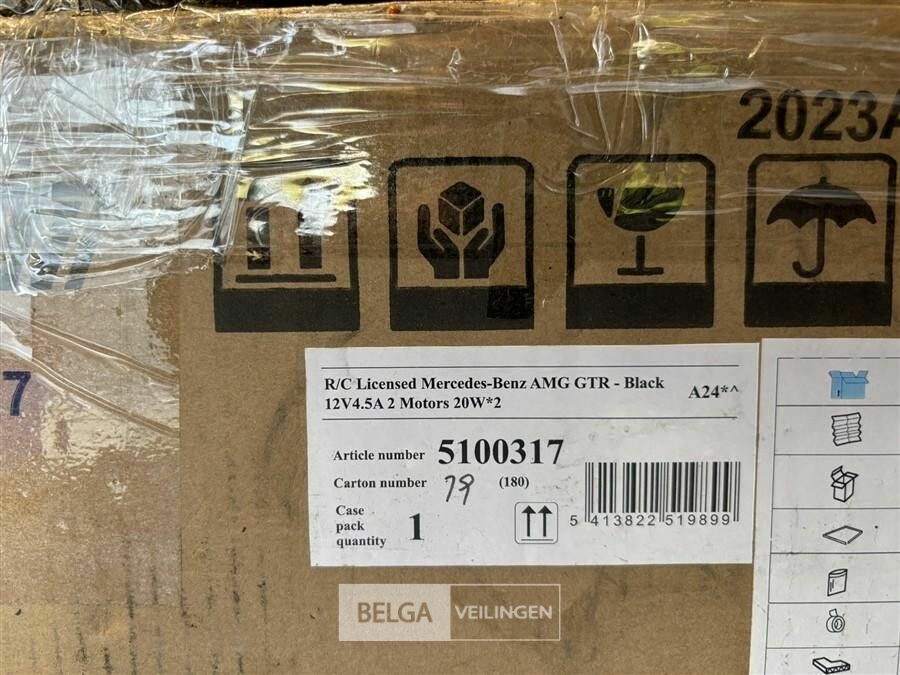 2023A
7
R/C Licensed Mercedes-Benz AMG GTR - Black
12V4.5A 2 Motors 20W*2
A24*^
Article number 5100317
Carton number 79 (180)
Case
pack
quantity 1
5 413822 519899
BELGA VEILINGEN